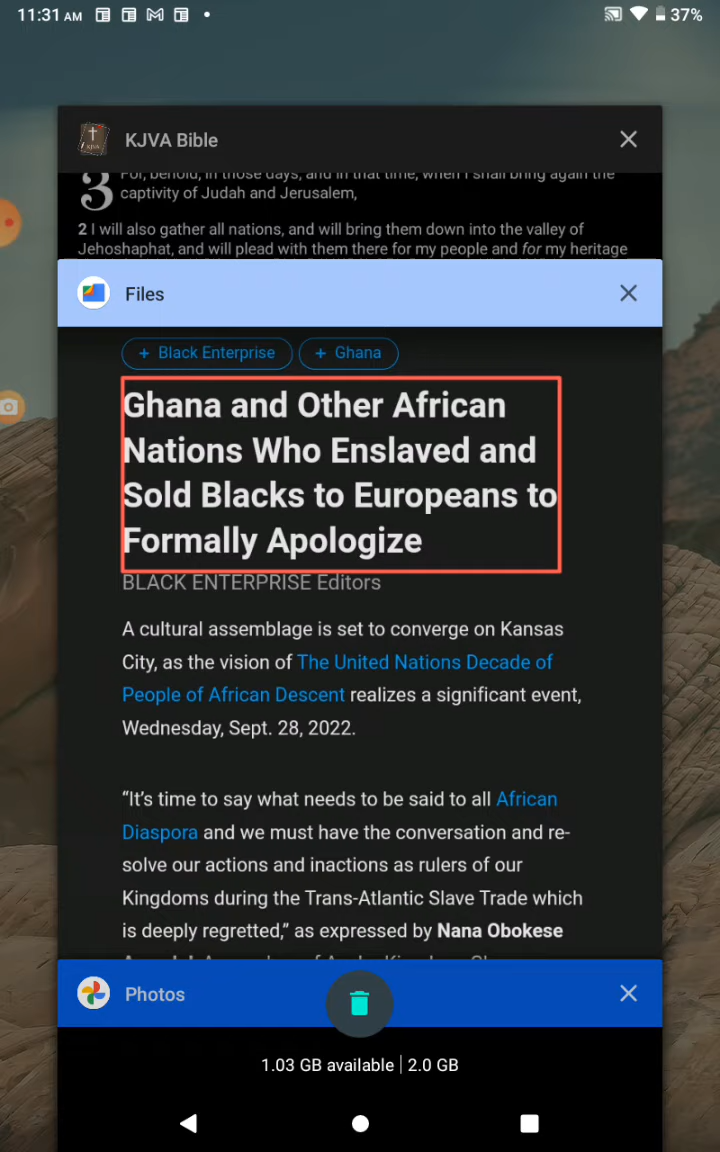 11:31 AM
37%
KJVA Bible
3 For, behold, in those days, and in that time, when I shall bring again the
captivity of Judah and Jerusalem,
2 I will also gather all nations, and will bring them down into the valley of
Jehoshaphat, and will plead with them there for my people and for my heritage
Files
+ Black Enterprise + Ghana
Ghana and Other African
Nations Who Enslaved and
Sold Blacks to Europeans to
Formally Apologize
BLACK ENTERPRISE Editors
A cultural assemblage is set to converge on Kansas
City, as the vision of The United Nations Decade of
People of African Descent realizes a significant event,
Wednesday, Sept. 28, 2022.
“It’s time to say what needs to be said to all African
Diaspora and we must have the conversation and re-
solve our actions and inactions as rulers of our
Kingdoms during the Trans-Atlantic Slave Trade which
is deeply regretted,” as expressed by Nana Obokese
Photos
1.03 GB available | 2.0 GB